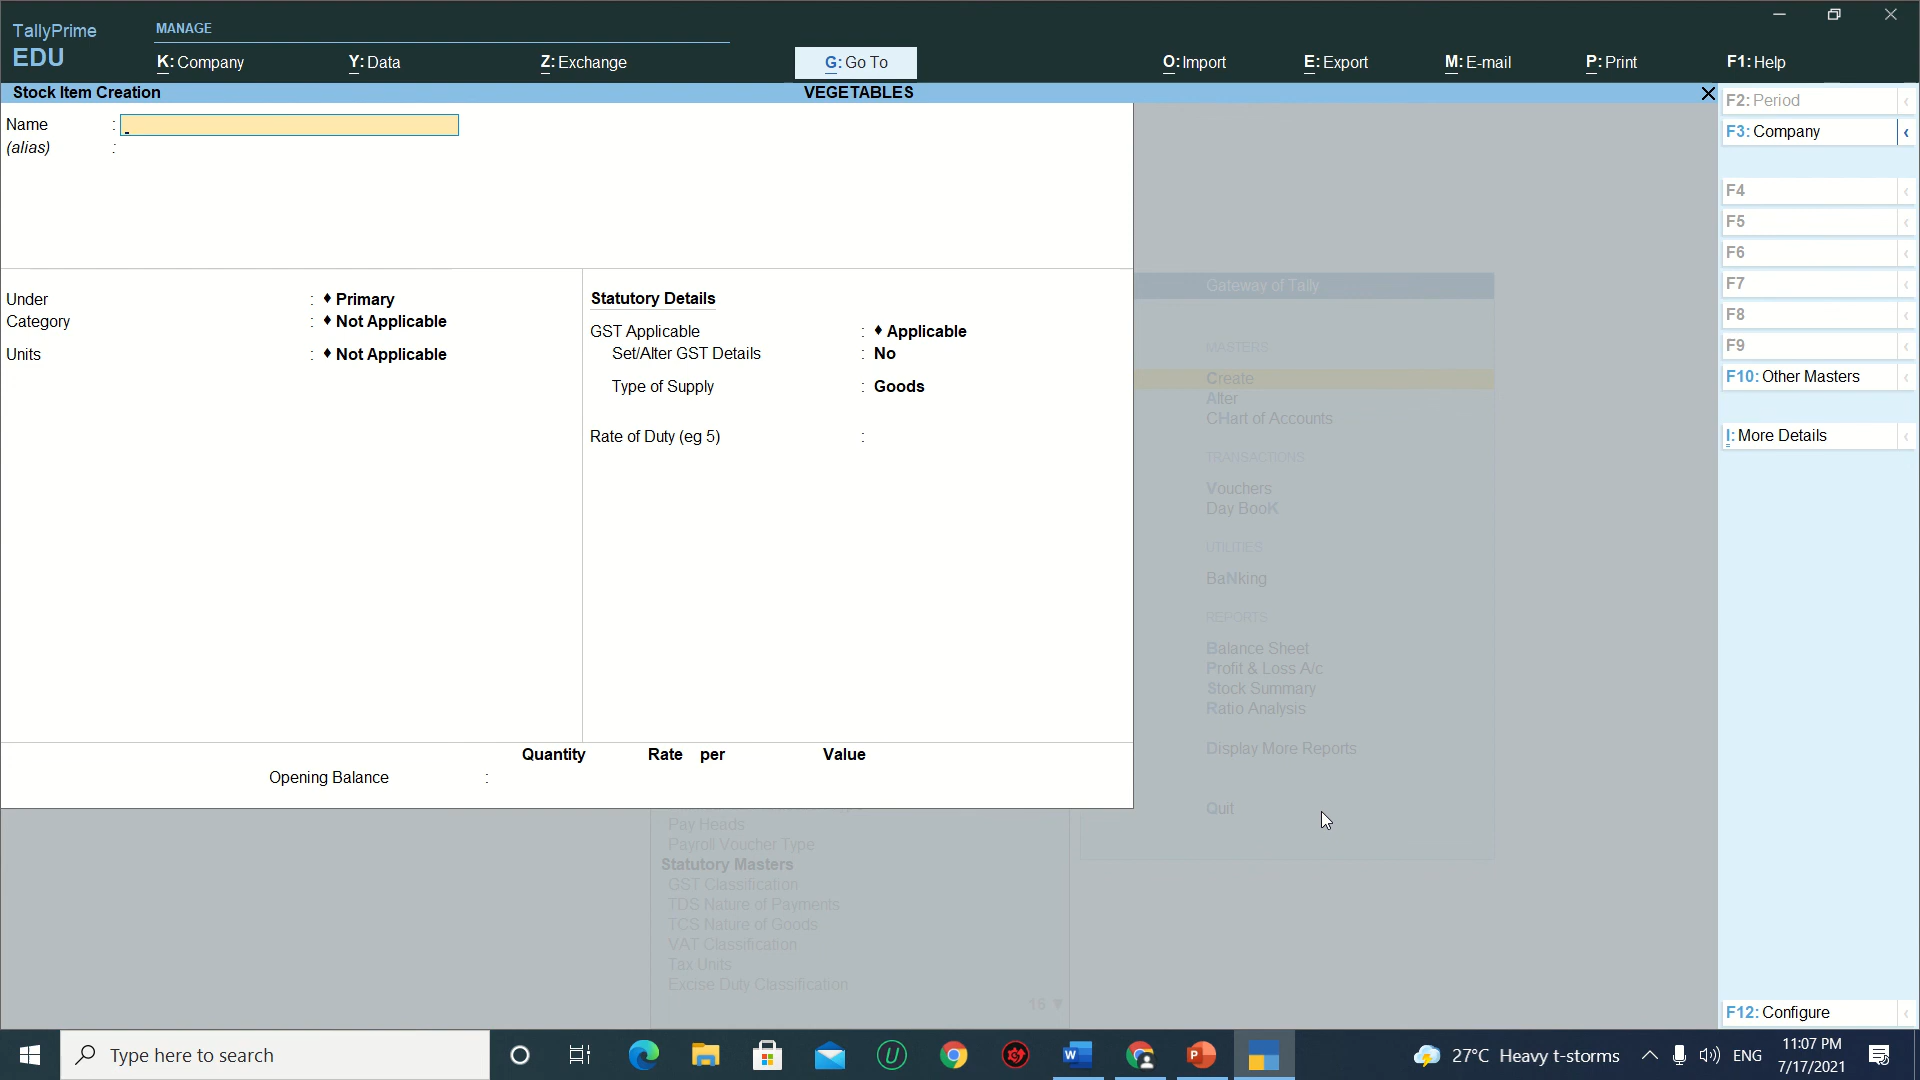 TallyPrime
EDU
MANAGE
K: Company
Y: Data
Z: Exchange
G: Go To
O: Import
E: Export
M: E-mail
P: Print
F1: Help
Stock Item Creation
VEGETABLES
Name :
(alias) :
Under : ♦ Primary
Category : ♦ Not Applicable
Units : ♦ Not Applicable
Statutory Details
GST Applicable : ♦ Applicable
Set/Alter GST Details : No
Type of Supply : Goods
Rate of Duty (eg 5) :
Quantity Rate per Value
Opening Balance :
Gateway of Tally
MASTERS
Create
Alter
CHart of Accounts
TRANSACTIONS
Vouchers
Day BooK
UTILITIES
BaNking
REPORTS
Balance Sheet
Profit & Loss A/c
Stock Summary
Ratio Analysis
Display More Reports
Quit
Pay Heads
Payroll Voucher Type
Statutory Masters
GST Classification
TDS Nature of Payments
TCS Nature of Goods
VAT Classification
Tax Units
Excise Duty Classification
16 ▼
F2: Period
F3: Company
F4
F5
F6
F7
F8
F9
F10: Other Masters
I: More Details
F12: Configure
Type here to search
27°C Heavy t-storms
ENG
11:07 PM
7/17/2021